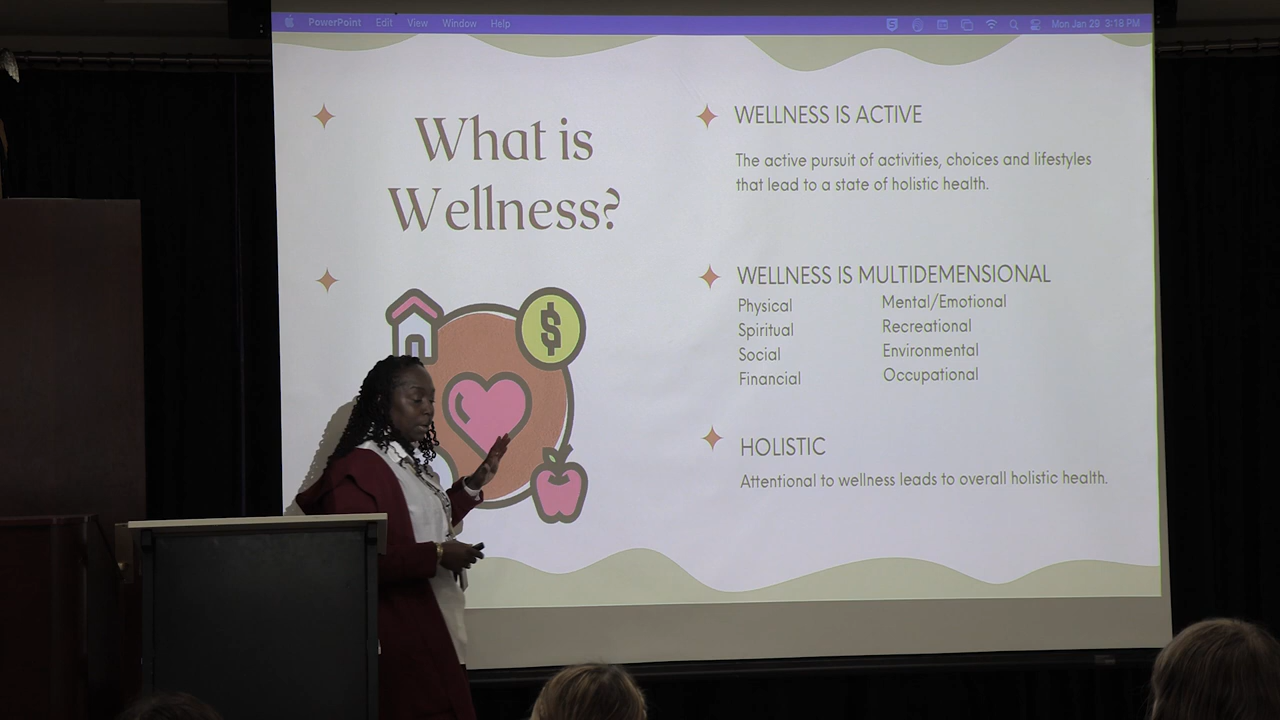 PowerPoint Edit View Window Help
Mon Jan 29 3:18 PM
What is
Wellness?
WELLNESS IS ACTIVE
The active pursuit of activities, choices and lifestyles
that lead to a state of holistic health.
WELLNESS IS MULTIDEMENSIONAL
Physical Mental/Emotional
Spiritual Recreational
Social Environmental
Financial Occupational
$
HOLISTIC
Attentional to wellness leads to overall holistic health.